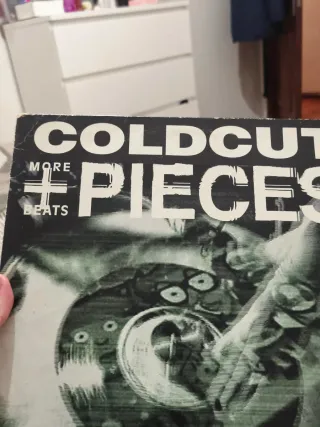 COLDCUT
MORE
+ PIECES
BEATS